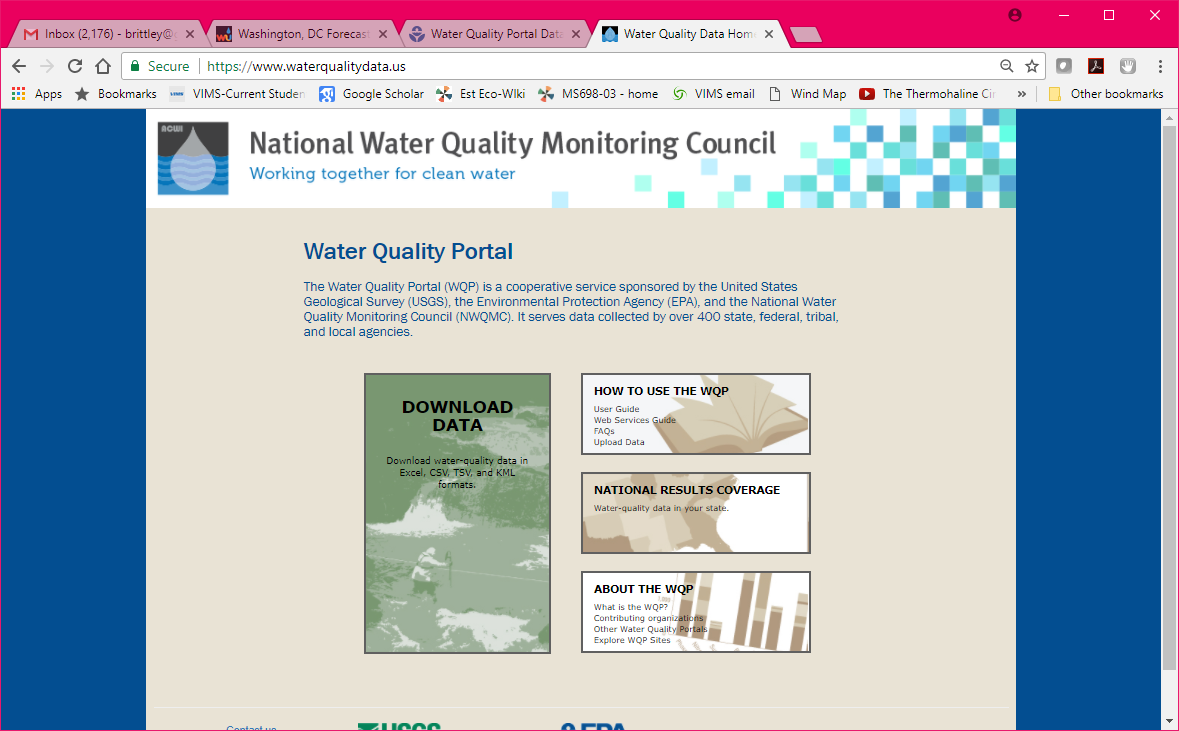 Inbox (2,176) - brittley@
Washington, DC Forecast
Water Quality Portal Data
Water Quality Data Home
Secure
https://www.waterqualitydata.us
Apps
Bookmarks
VIMS-Current Studen
Google Scholar
Est Eco-Wiki
MS698-03 - home
VIMS email
Wind Map
The Thermohaline Cir
»
Other bookmarks
ACWI
National Water Quality Monitoring Council
Working together for clean water
Water Quality Portal
The Water Quality Portal (WQP) is a cooperative service sponsored by the United States
Geological Survey (USGS), the Environmental Protection Agency (EPA), and the National Water
Quality Monitoring Council (NWQMC). It serves data collected by over 400 state, federal, tribal,
and local agencies.
DOWNLOAD
DATA
Download water-quality data in
Excel, CSV, TSV, and KML
formats.
HOW TO USE THE WQP
User Guide
Web Services Guide
FAQs
Upload Data
NATIONAL RESULTS COVERAGE
Water-quality data in your state.
ABOUT THE WQP
What is the WQP?
Contributing organizations
Other Water Quality Portals
Explore WQP Sites
Contact us
USGS
EPA